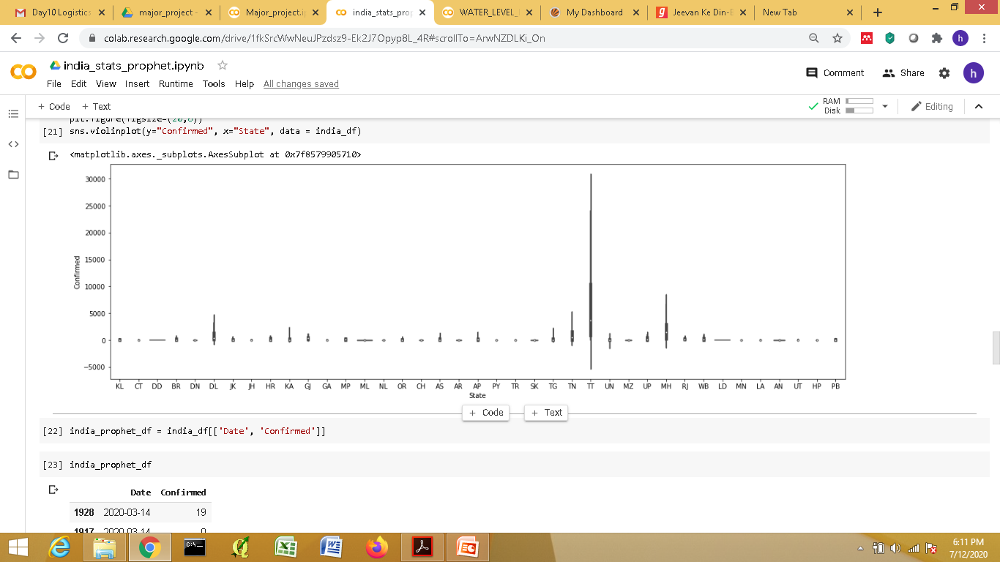 Day10 Logistics
major_project -
Major_project.i
india_stats_prop
WATER_LEVEL_
My Dashboard
Jeevan Ke Din-E
New Tab
colab.research.google.com/drive/1fkSrcWwNeuJPzdsz9-Ek2J7Opyp8L_4R#scrollTo=ArwNZDLKi_On
h
india_stats_prophet.ipynb
Comment
Share
h
File Edit View Insert Runtime Tools Help All changes saved
+ Code + Text
RAM
Disk
Editing
plt.figure(figsize=(20,6))
[21] sns.violinplot(y="Confirmed", x="State", data = india_df)
<matplotlib.axes._subplots.AxesSubplot at 0x7f8579905710>
30000
25000
20000
15000
10000
5000
0
−5000
Confirmed
KL CT DD BR DN DL JK JH HR KA GJ GA MP ML NL OR CH AS AR AP PY TR SK TG TN TT UN MZ UP MH RJ WB LD MN LA AN UT HP PB
State
+ Code + Text
[22] india_prophet_df = india_df[['Date', 'Confirmed']]
[23] india_prophet_df
Date Confirmed
1928 2020-03-14 19
1917 2020-03-14 0
6:11 PM
7/12/2020